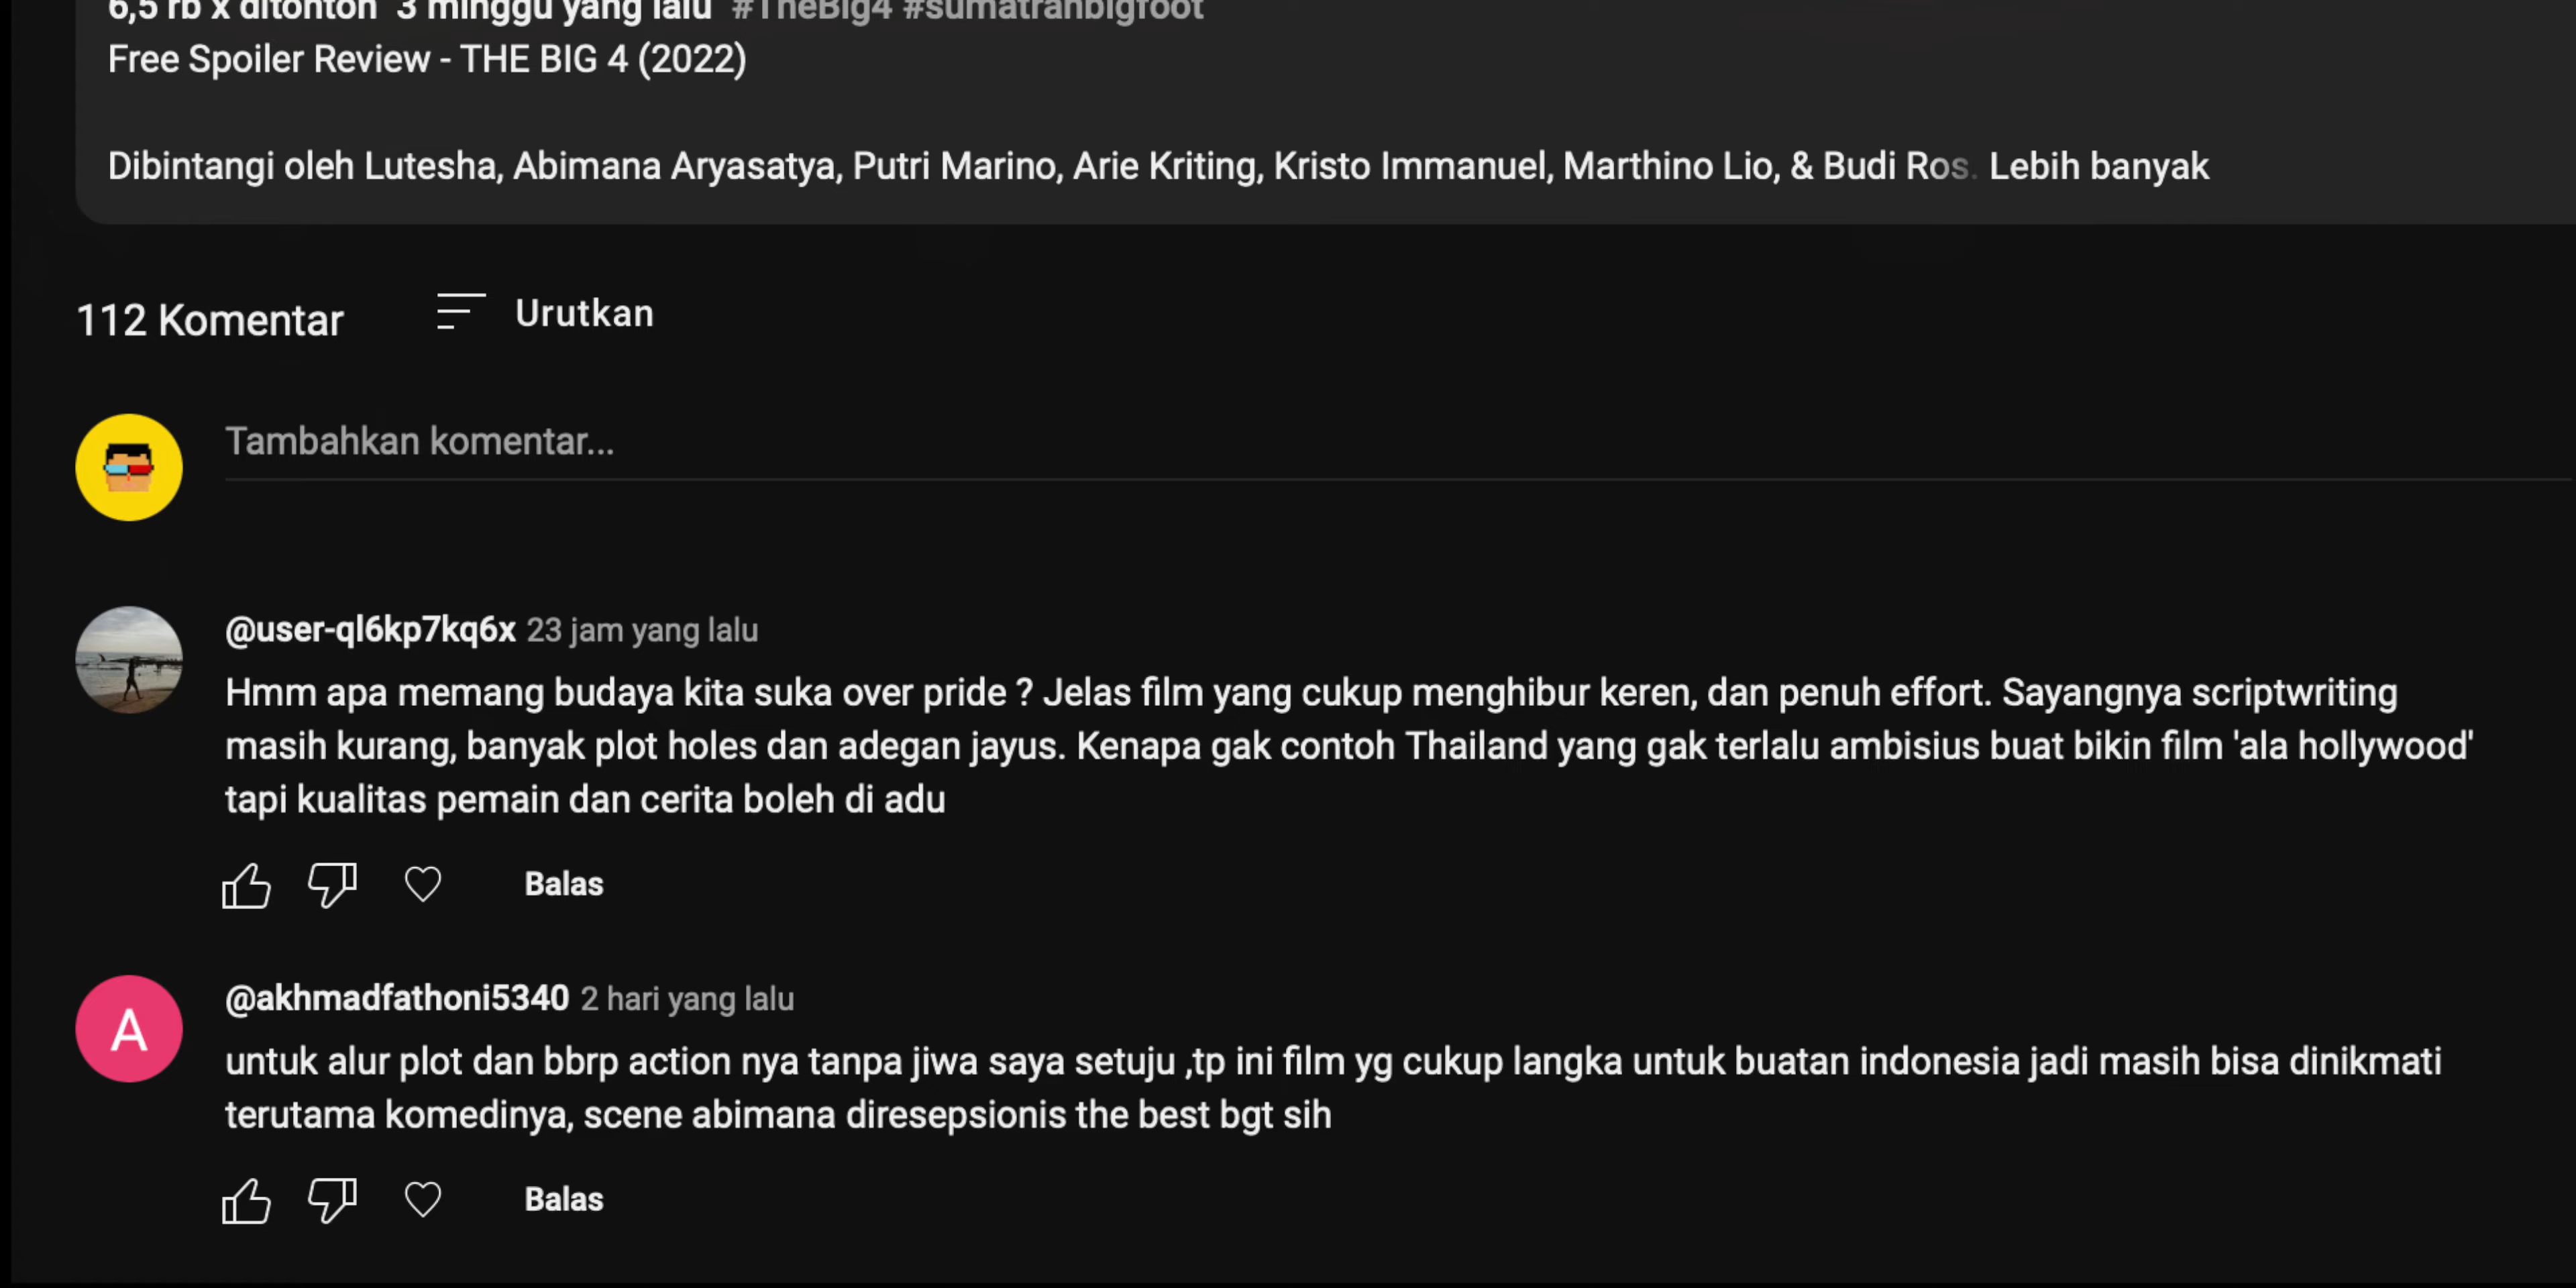 6,5 rb x ditonton 3 minggu yang lalu #TheBig4 #sumatranbigfoot
Free Spoiler Review - THE BIG 4 (2022)
Dibintangi oleh Lutesha, Abimana Aryasatya, Putri Marino, Arie Kriting, Kristo Immanuel, Marthino Lio, & Budi Ros. Lebih banyak
112 Komentar Urutkan
Tambahkan komentar...
@user-ql6kp7kq6x 23 jam yang lalu
Hmm apa memang budaya kita suka over pride ? Jelas film yang cukup menghibur keren, dan penuh effort. Sayangnya scriptwriting
masih kurang, banyak plot holes dan adegan jayus. Kenapa gak contoh Thailand yang gak terlalu ambisius buat bikin film 'ala hollywood'
tapi kualitas pemain dan cerita boleh di adu
Balas
A
@akhmadfathoni5340 2 hari yang lalu
untuk alur plot dan bbrp action nya tanpa jiwa saya setuju ,tp ini film yg cukup langka untuk buatan indonesia jadi masih bisa dinikmati
terutama komedinya, scene abimana diresepsionis the best bgt sih
Balas